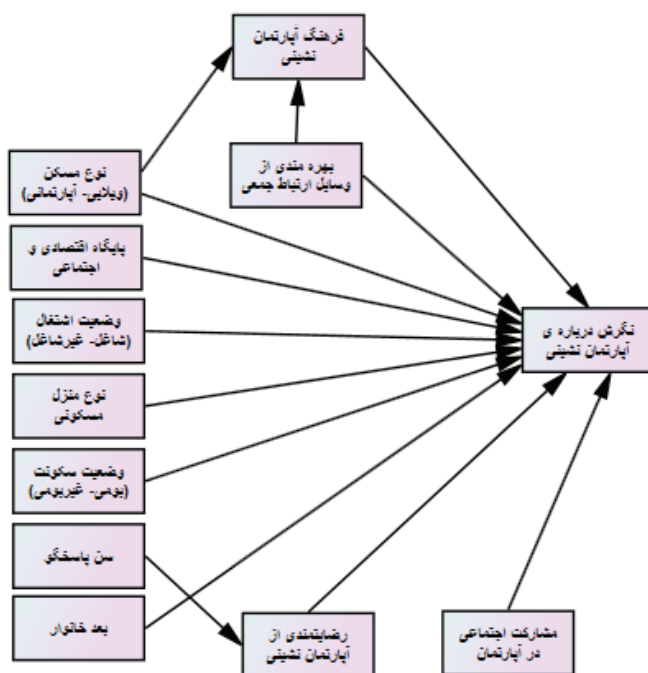 فرهنگ آپارتمان
نشینی
بهره مندی از
وسایل ارتباط جمعی
نوع مسکن
(ویلایی- آپارتمانی)
پایگاه اقتصادی و
اجتماعی
وضعیت اشتغال
(شاغل- غیرشاغل)
نوع منزل
مسکونی
وضعیت سکونت
(بومی- غیربومی)
سن پاسخگو
بعد خانوار
نگرش درباره ی
آپارتمان نشینی
رضایتمندی از
آپارتمان نشینی
مشارکت اجتماعی
در آپارتمان